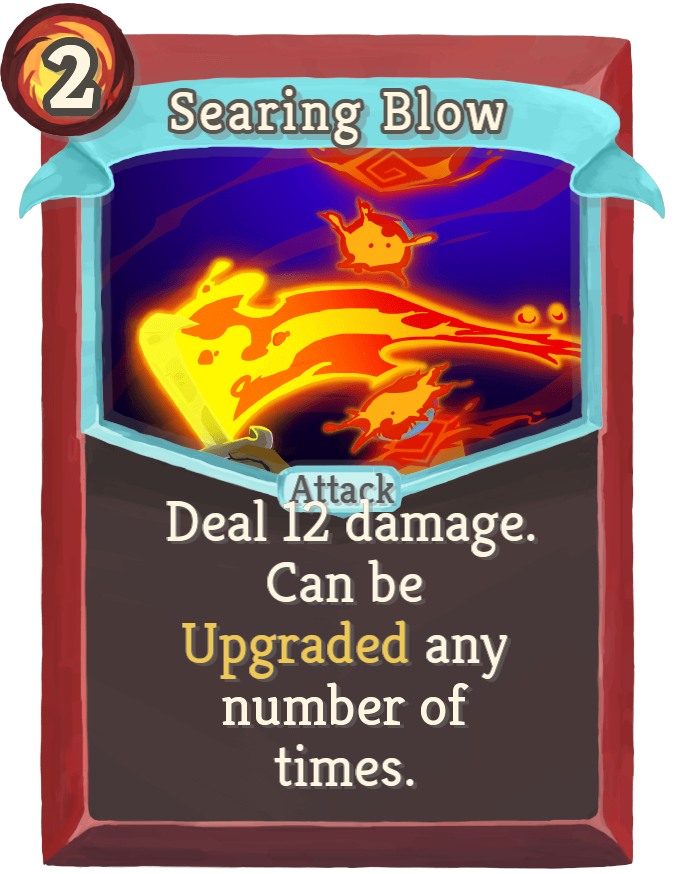 2
Searing Blow
Attack
Deal 12 damage.
Can be
Upgraded any
number of
times.